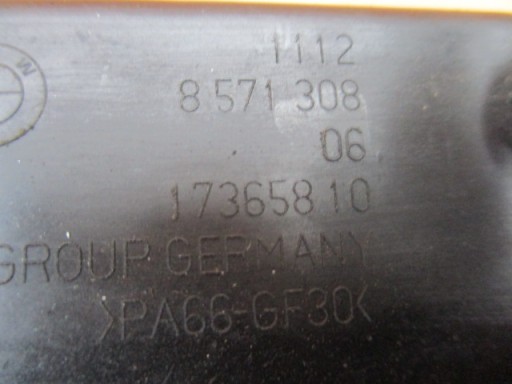 1112
8 571 308
06
17365810
GROUP GERMANY
>PA66-GF30<
M